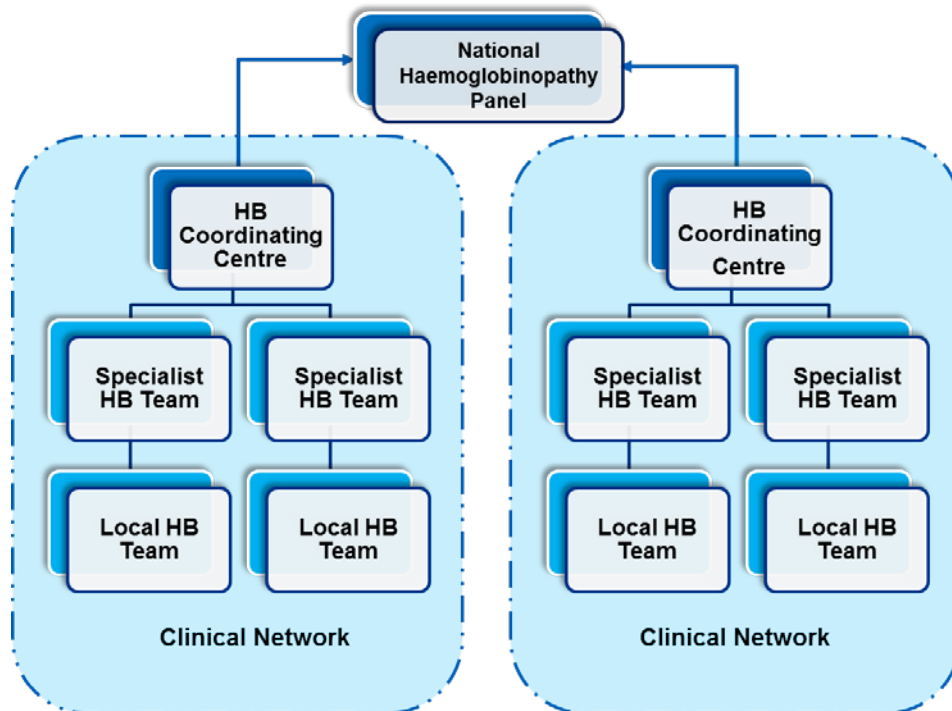 National
Haemoglobinopathy
Panel
HB
Coordinating
Centre
Specialist
HB Team
Specialist
HB Team
Local HB
Team
Local HB
Team
Clinical Network
HB
Coordinating
Centre
Specialist
HB Team
Specialist
HB Team
Local HB
Team
Local HB
Team
Clinical Network